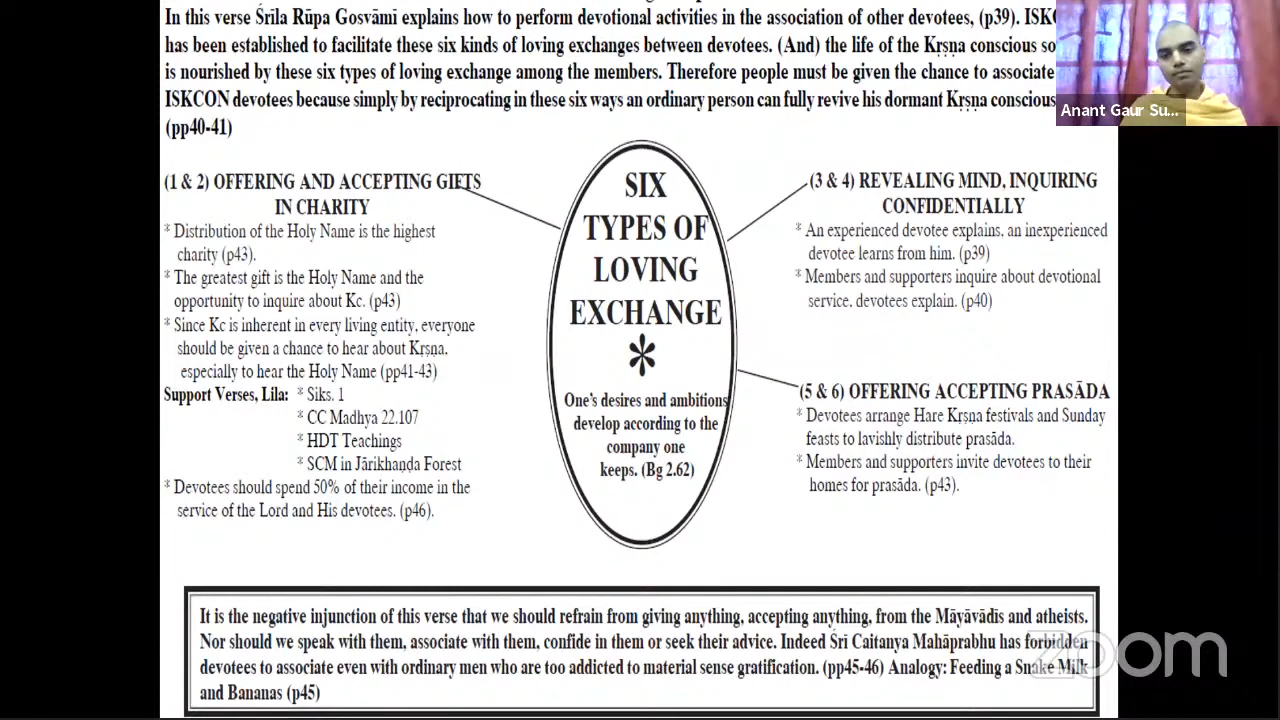 In this verse Śrīla Rūpa Gosvāmī explains how to perform devotional activities in the association of other devotees, (p39).
has been established to facilitate these six kinds of loving exchanges between devotees. (And) the life of the Kṛṣṇa conscious
is nourished by these six types of loving exchange among the members. Therefore people must be given the chance to associate
ISKCON devotees because simply by reciprocating in these six ways an ordinary person can fully revive his dormant Kṛṣṇa
(pp40-41)
Anant Gaur Su...
(1 & 2) OFFERING AND ACCEPTING GIFTS
IN CHARITY
* Distribution of the Holy Name is the highest
charity (p43).
* The greatest gift is the Holy Name and the
opportunity to inquire about Kc. (p43)
* Since Kc is inherent in every living entity, everyone
should be given a chance to hear about Kṛṣṇa,
especially to hear the Holy Name (pp41-43)
Support Verses, Lila: * Siks. 1
* CC Madhya 22.107
* HDT Teachings
* SCM in Jārikhaṇḍa Forest
* Devotees should spend 50% of their income in the
service of the Lord and His devotees. (p46).
SIX
TYPES OF
LOVING
EXCHANGE
*
One's desires and ambitions
develop according to the
company one
keeps. (Bg 2.62)
(3 & 4) REVEALING MIND, INQUIRING
CONFIDENTIALLY
* An experienced devotee explains, an inexperienced
devotee learns from him. (p39)
* Members and supporters inquire about devotional
service, devotees explain. (p40)
(5 & 6) OFFERING ACCEPTING PRASĀDA
* Devotees arrange Hare Kṛṣṇa festivals and Sunday
feasts to lavishly distribute prasāda.
* Members and supporters invite devotees to their
homes for prasāda. (p43).
It is the negative injunction of this verse that we should refrain from giving anything, accepting anything, from the Māyāvādīs and atheists.
Nor should we speak with them, associate with them, confide in them or seek their advice. Indeed Śrī Caitanya Mahāprabhu has forbidden
devotees to associate even with ordinary men who are too addicted to material sense gratification. (pp45-46) Analogy: Feeding a Snake Milk
and Bananas (p45)
zoom